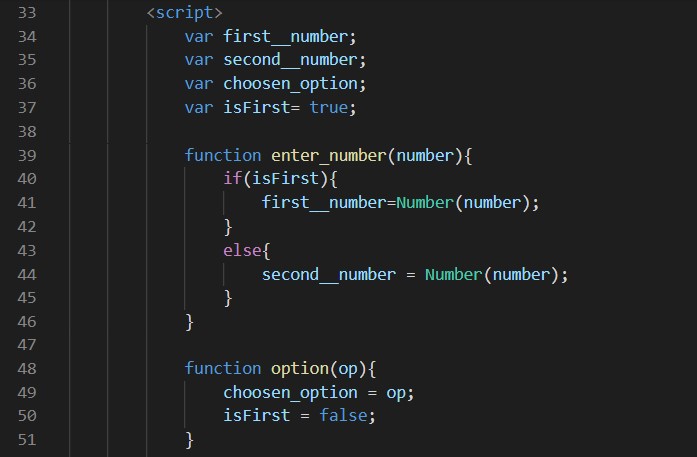 33 <script>
34 var first__number;
35 var second__number;
36 var choosen_option;
37 var isFirst= true;
38
39 function enter_number(number){
40 if(isFirst){
41 first__number=Number(number);
42 }
43 else{
44 second__number = Number(number);
45 }
46 }
47
48 function option(op){
49 choosen_option = op;
50 isFirst = false;
51 }